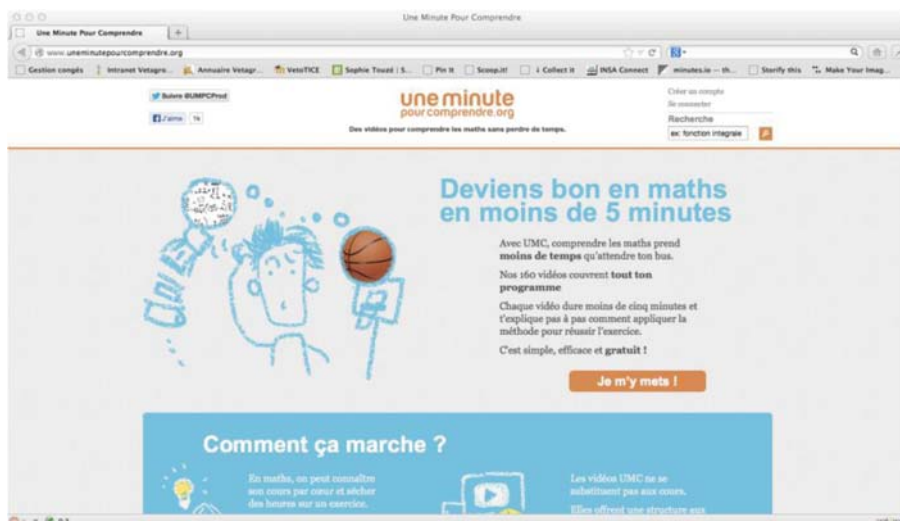 Une Minute Pour Comprendre
Une Minute Pour Comprendre
www.uneminutepourcomprendre.org
Gestion congés Intranet Vetagro... Annuaire Vetagr... VetoTICE Sophie Touzé | S... Pin It Scoop.it! Collect it INSA Connect minutes.io — th... Storify this Make Your Imag...
Suivre @UMPCProd
J'aime 1k
une minute
pour comprendre.org
Des vidéos pour comprendre les maths sans perdre de temps.
Créer un compte
Se connecter
Recherche
ex: fonction integrale
Deviens bon en maths
en moins de 5 minutes
Avec UMC, comprendre les maths prend
moins de temps qu'attendre ton bus.
Nos 160 vidéos couvrent tout ton
programme
Chaque vidéo dure moins de cinq minutes et
t'explique pas à pas comment appliquer la
méthode pour réussir l'exercice.
C'est simple, efficace et gratuit !
Je m'y mets !
Comment ça marche ?
En maths, on peut connaître
son cours par cœur et sécher
des heures sur un exercice.
Les vidéos UMC ne se
substituent pas aux cours.
Elles offrent une structure aux